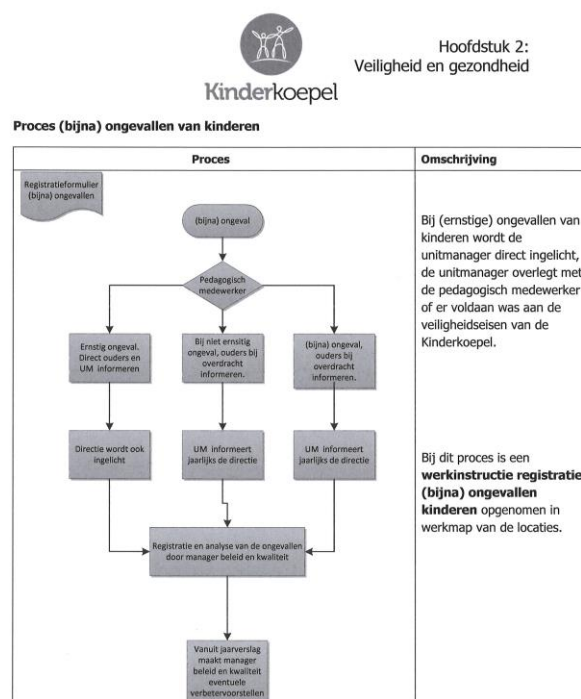 Hoofdstuk 2:
Veiligheid en gezondheid
Kinderkoepel
Proces (bijna) ongevallen van kinderen
Proces
Omschrijving
Registratieformulier
(bijna) ongevallen
(bijna) ongeval
Pedagogisch
medewerker
Ernstig ongeval.
Direct ouders en
UM informeren
Bij niet ernsitig
ongeval, ouders bij
overdracht
informeren.
(bijna) ongeval,
ouders bij
overdracht
informeren.
Directie wordt ook
ingelicht
UM informeert
jaarlijks de directie
UM informeert
jaarlijks de directie
Registratie en analyse van de ongevallen
door manager beleid en kwaliteit
Vanuit jaarverslag
maakt manager
beleid en kwaliteit
eventuele
verbetervoorstellen
Bij (ernstige) ongevallen van
kinderen wordt de
unitmanager direct ingelicht,
de unitmanager overlegt met
de pedagogisch medewerker
of er voldaan was aan de
veiligheidseisen van de
Kinderkoepel.
Bij dit proces is een
werkinstructie registratie
(bijna) ongevallen
kinderen opgenomen in
werkmap van de locaties.